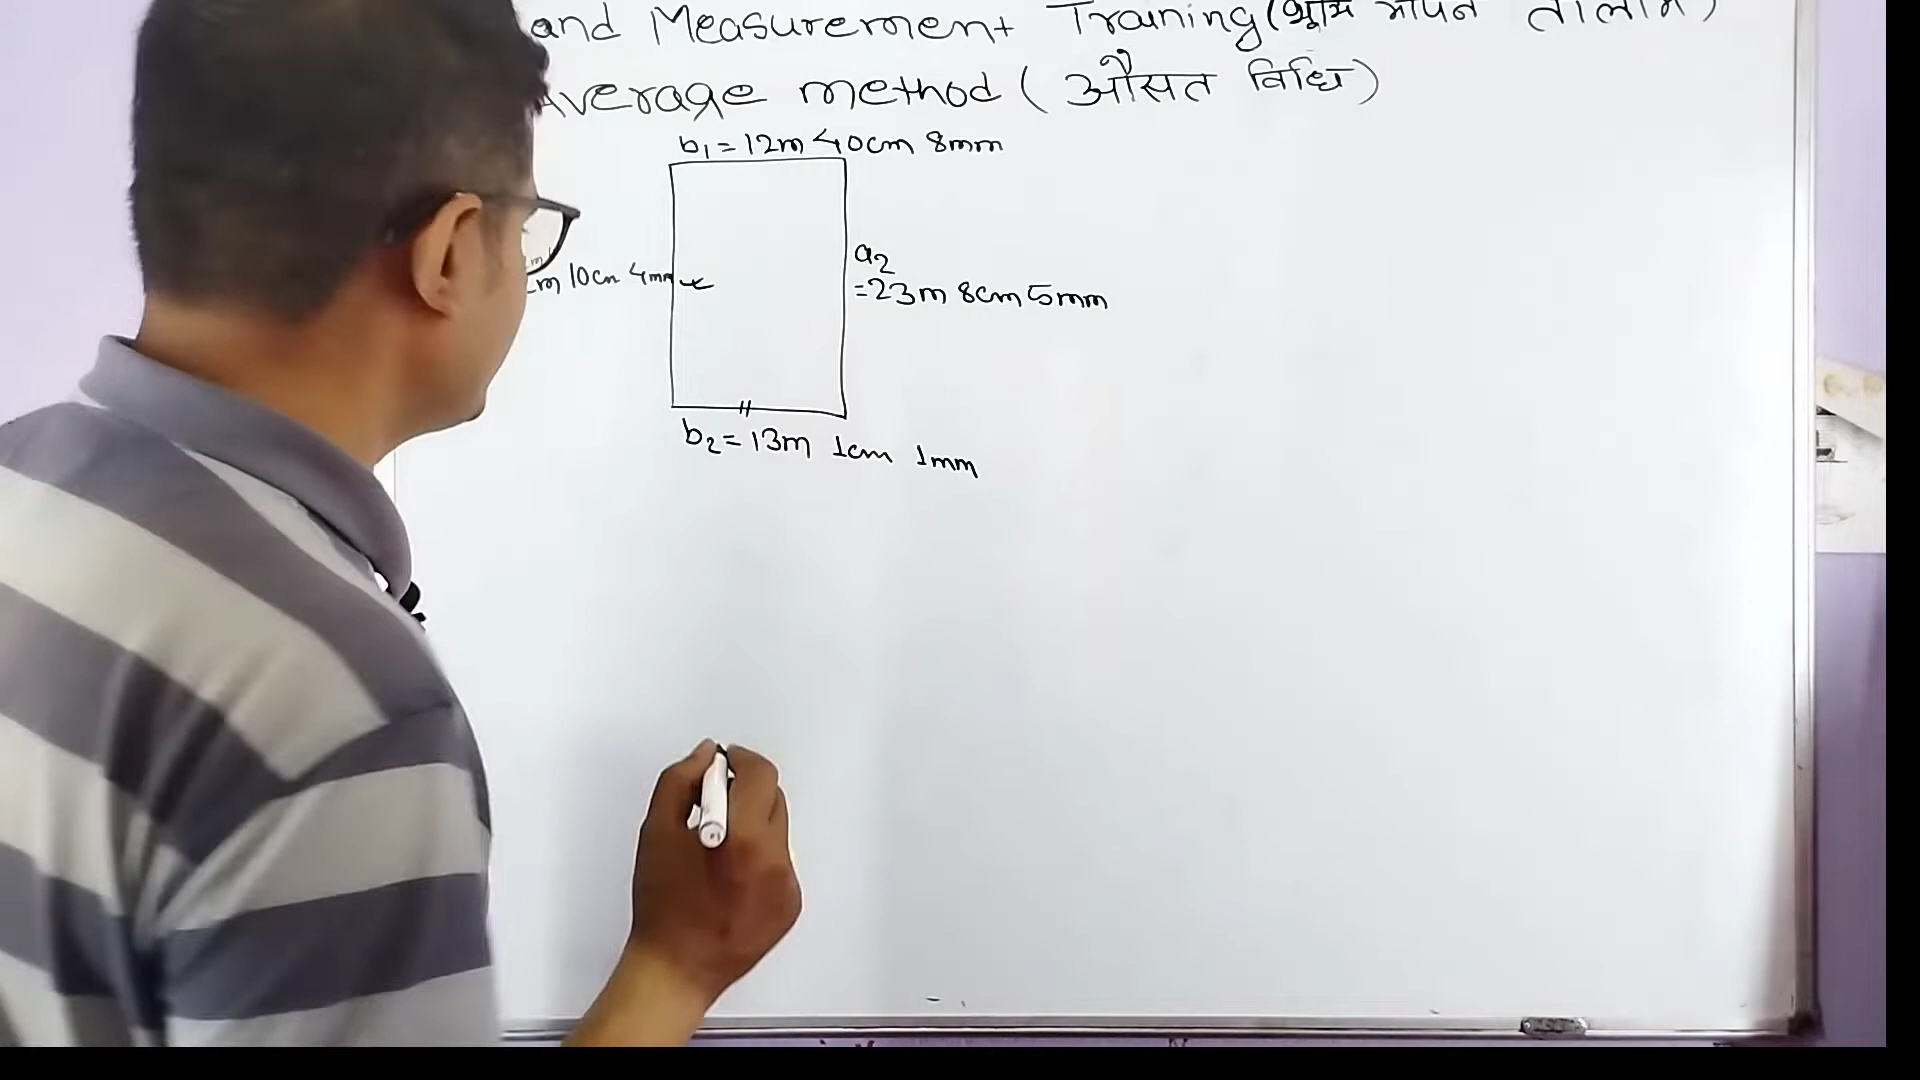 and Measurement Training (भूमि मापन तालिम)
Average method (औसत विधि)
b₁ = 12m 40cm 8mm
a₂
m 10cm 4mm
= 23m 8cm 5mm
b₂ = 13m 1cm 1mm